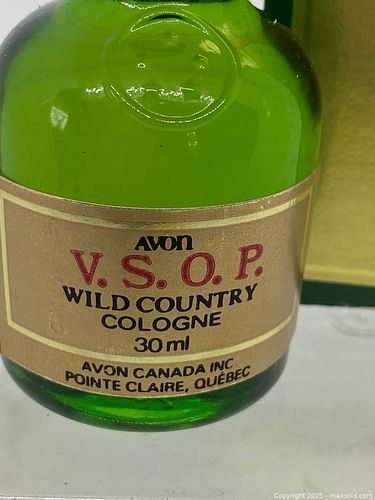 AVON
V. S. O. P.
WILD COUNTRY
COLOGNE
30 ml
AVON CANADA INC
POINTE CLAIRE, QUÉBEC
Copyright 2025 - maxsold.com